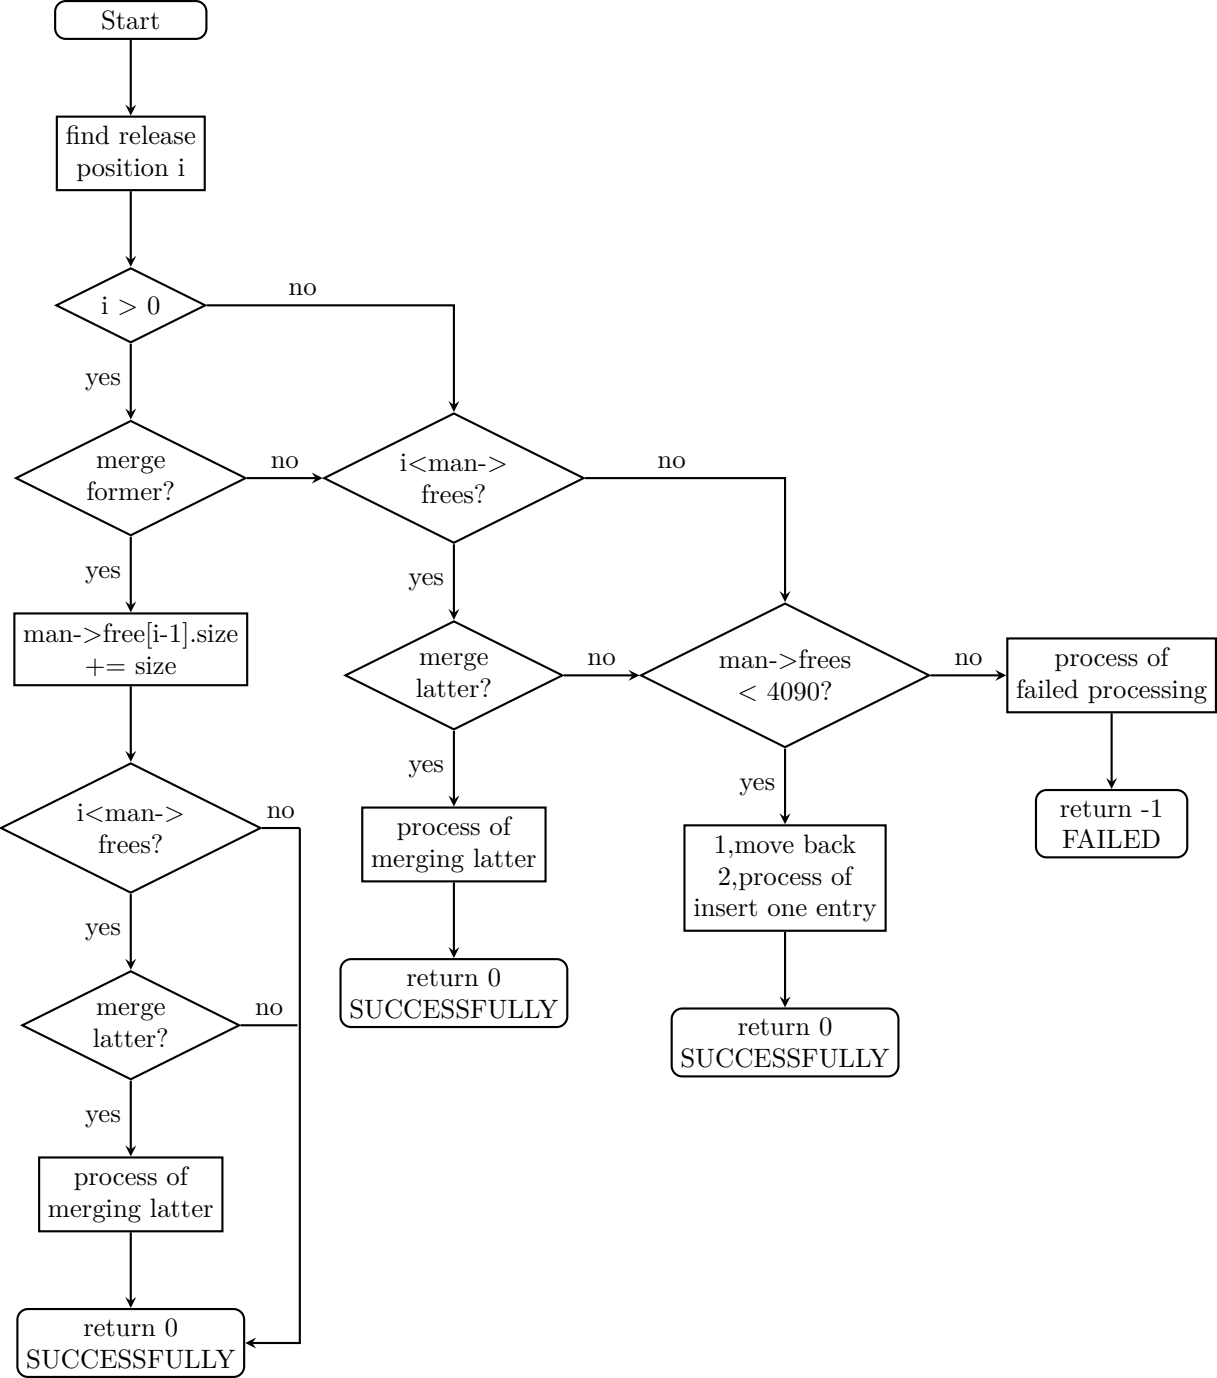 Start
find release
position i
i > 0
no
yes
merge
former?
no
i<man->
frees?
no
yes
yes
man->free[i-1].size
+= size
merge
latter?
no
man->frees
< 4090?
no
process of
failed processing
yes
yes
i<man->
frees?
no
process of
merging latter
1,move back
2,process of
insert one entry
return -1
FAILED
yes
merge
latter?
no
return 0
SUCCESSFULLY
return 0
SUCCESSFULLY
yes
process of
merging latter
return 0
SUCCESSFULLY